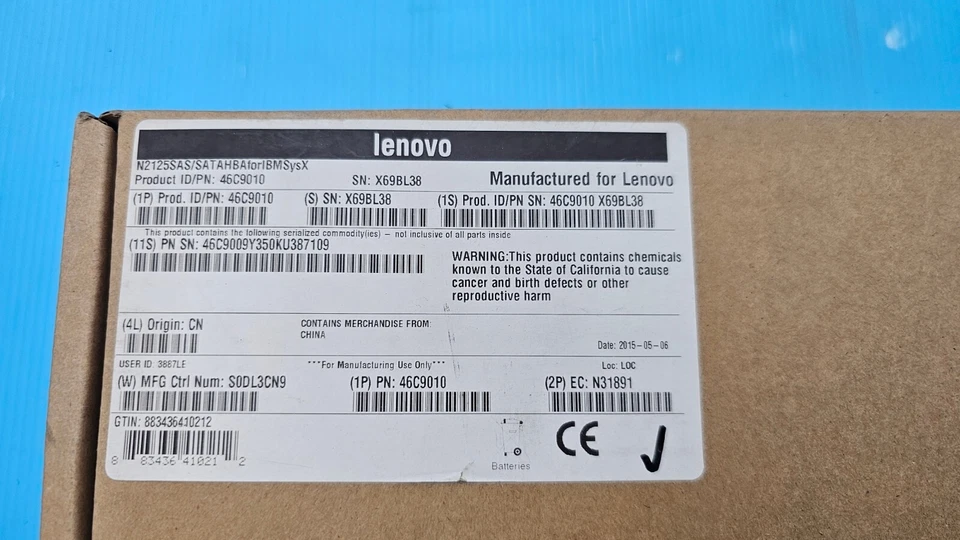 lenovo
N2125SAS/SATAHBAforIBMSysX
Product ID/PN: 46C9010 SN: X69BL38 Manufactured for Lenovo
(1P) Prod. ID/PN: 46C9010 (S) SN: X69BL38 (1S) Prod. ID/PN SN: 46C9010 X69BL38
This product contains the following serialized commodity(ies) - not inclusive of all parts inside
(11S) PN SN: 46C9009Y350KU387109
WARNING:This product contains chemicals
known to the State of California to cause
cancer and birth defects or other
reproductive harm
(4L) Origin: CN CONTAINS MERCHANDISE FROM:
CHINA
Date: 2015-05-06
USER ID: 3887LE ***For Manufacturing Use Only*** Loc: LOC
(W) MFG Ctrl Num: S0DL3CN9 (1P) PN: 46C9010 (2P) EC: N31891
GTIN: 883436410212
8 83436 41021 2
Batteries
CE